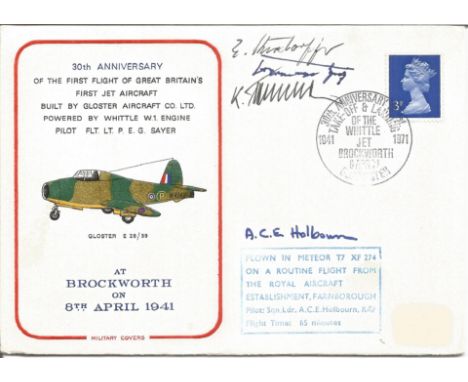 30th ANNIVERSARY
OF THE FIRST FLIGHT OF GREAT BRITAIN'S
FIRST JET AIRCRAFT
BUILT BY GLOSTER AIRCRAFT CO. LTD.
POWERED BY WHITTLE W.1. ENGINE
PILOT FLT. LT. P. E. G. SAYER
GLOSTER E 28/39
AT
BROCKWORTH
ON
8TH APRIL 1941
MILITARY COVERS
3P
30th ANNIVERSARY
TAKE-OFF &
OF THE
1941 WHITTLE 1971
JET
BROCKWORTH
A.C.E. Holbourn
FLOWN IN METEOR T7 XF 274
ON A ROUTINE FLIGHT FROM
THE ROYAL AIRCRAFT
ESTABLISHMENT, FARNBOROUGH
Pilot: Sqn. Ldr. A.C.E. Holbourn, RAF
Flight Time: 65 minutes